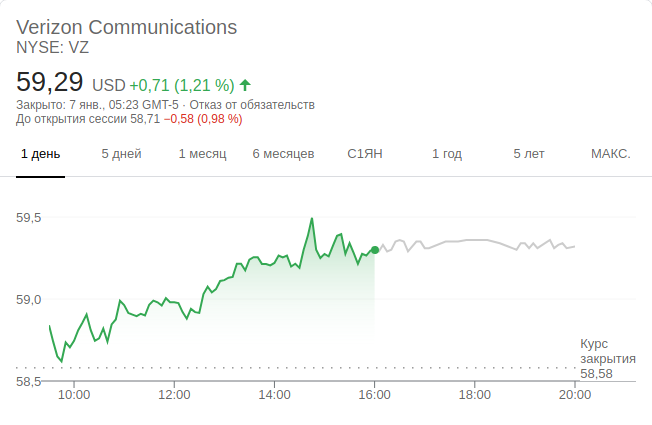 Verizon Communications
NYSE: VZ
59,29 USD +0,71 (1,21 %)
Закрыто: 7 янв., 05:23 GMT-5 · Отказ от обязательств
До открытия сессии 58,71 −0,58 (0,98 %)
1 день 5 дней 1 месяц 6 месяцев С1ЯН 1 год 5 лет МАКС.
59,5
59,0
Курс
закрытия
58,58
58,5
10:00 12:00 14:00 16:00 18:00 20:00